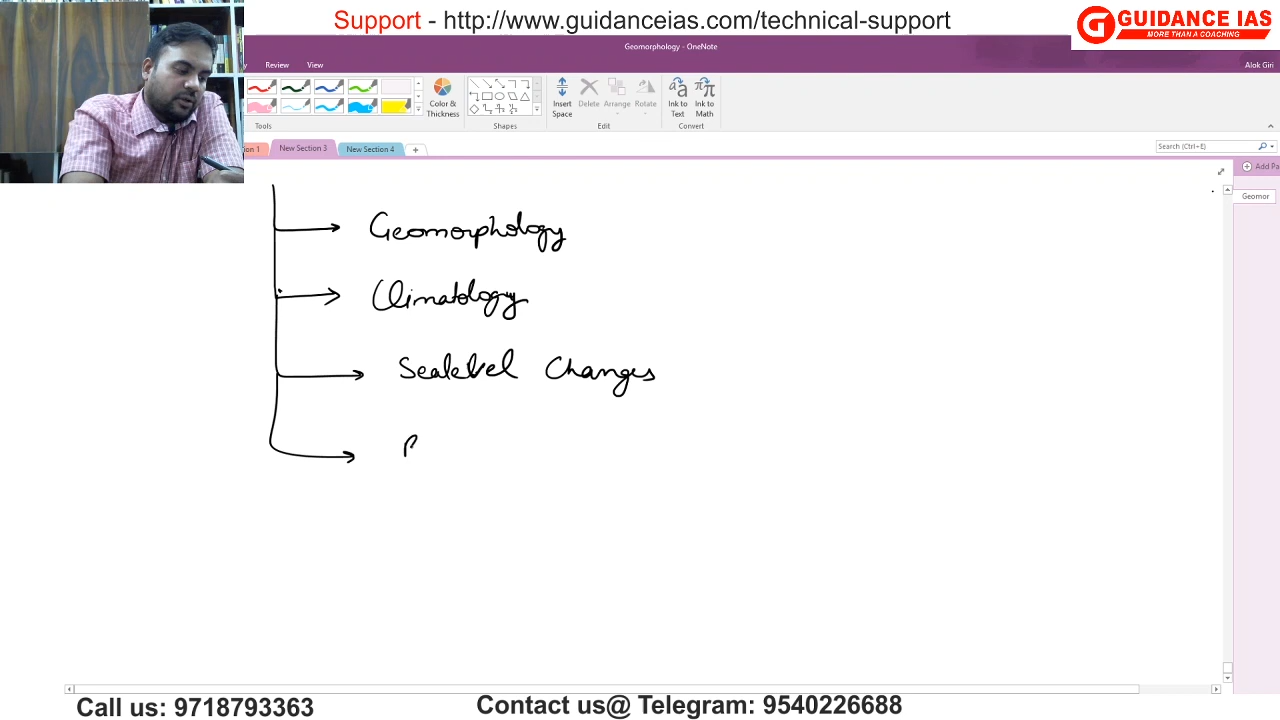 Support - http://www.guidanceias.com/technical-support
GUIDANCE IAS
MORE THAN A COACHING
Geomorphology - OneNote
Review View
Alok Giri
Color & Thickness
Insert Space
Delete Arrange Rotate
Ink to Text
Ink to Math
Tools Shapes Edit Convert
New Section 3 New Section 4
Search (Ctrl+E)
Add Pa
Geomor
Geomorphology
Climatology
Sealevel Changes
Call us: 9718793363
Contact us@ Telegram: 9540226688